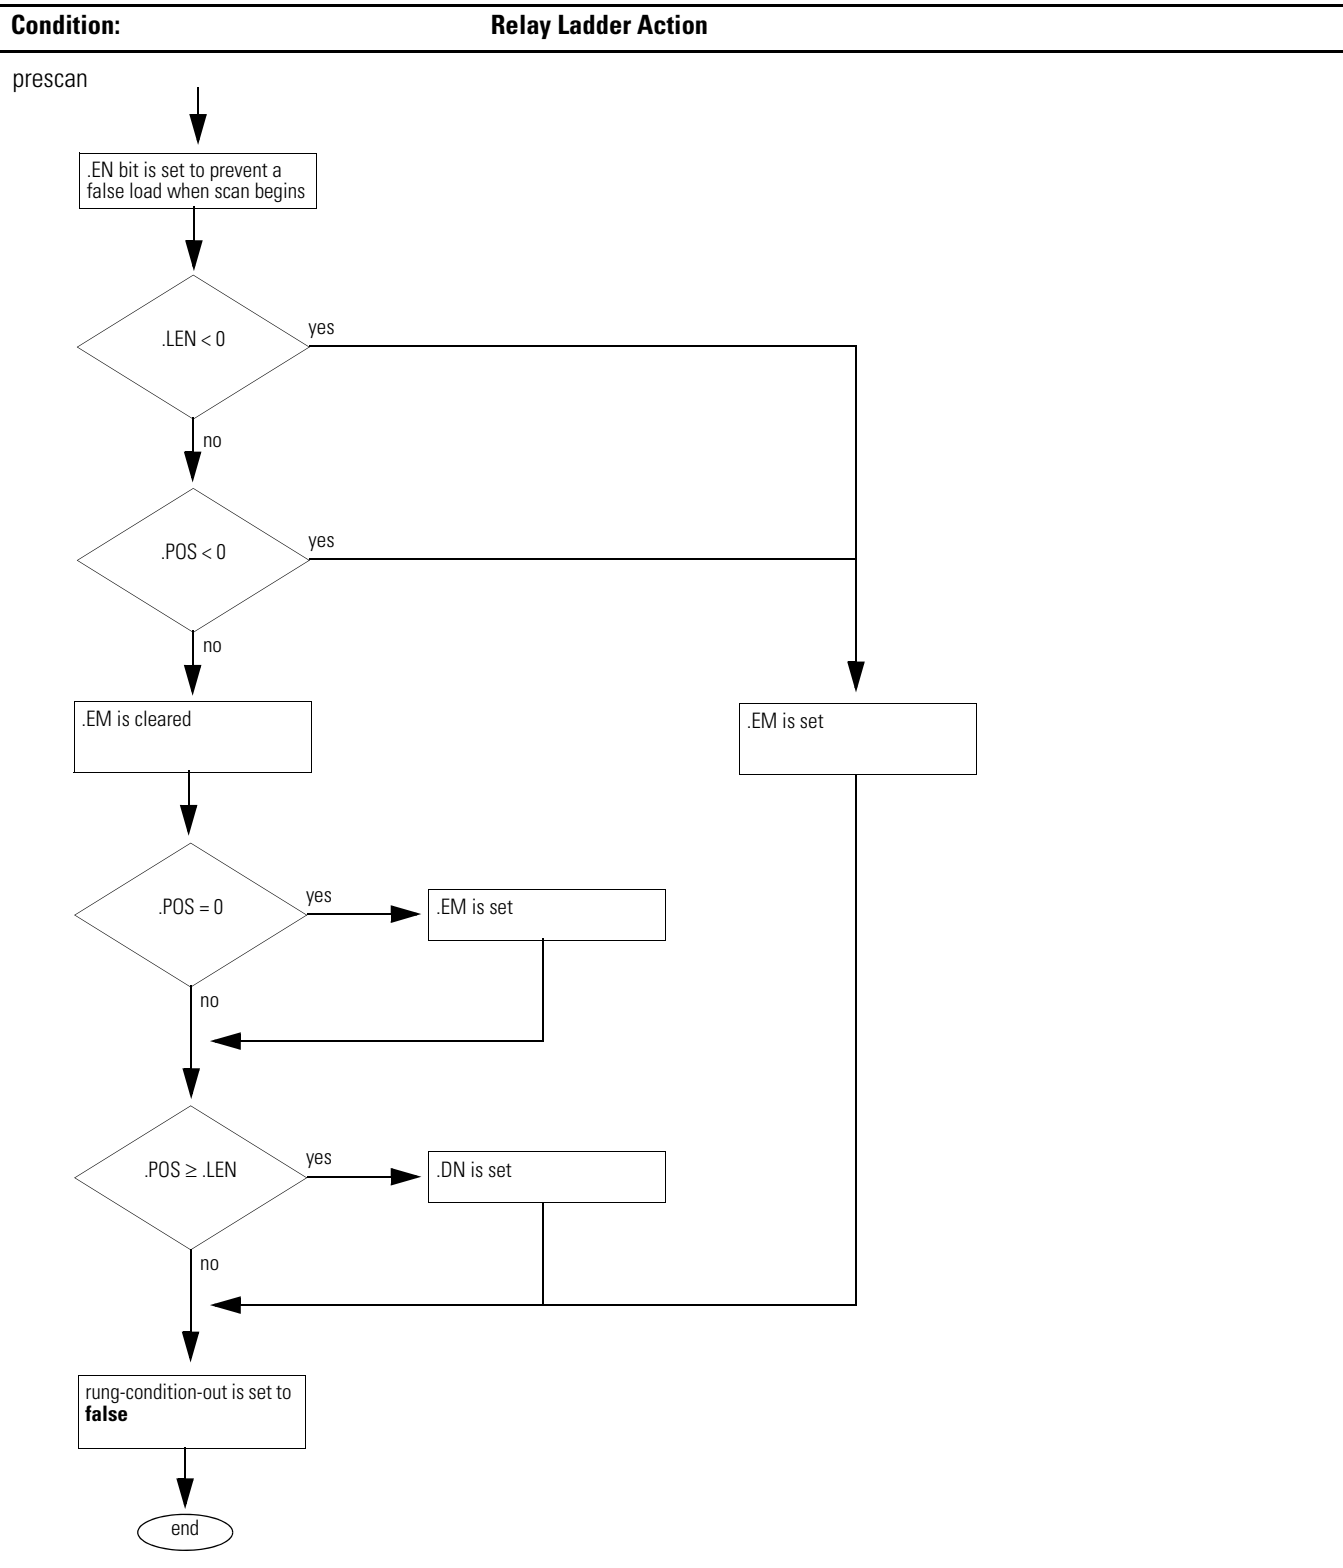 Condition: Relay Ladder Action
prescan
.EN bit is set to prevent a
false load when scan begins
.LEN < 0
yes
no
.POS < 0
yes
no
.EM is cleared
.EM is set
.POS = 0
yes
.EM is set
no
.POS ≥ .LEN
yes
.DN is set
no
rung-condition-out is set to
false
end